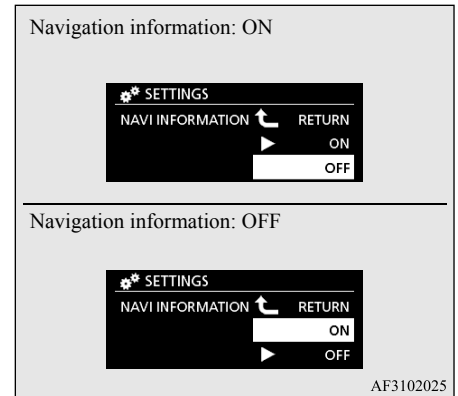 Navigation information: ON
SETTINGS
NAVI INFORMATION RETURN
ON
OFF
Navigation information: OFF
SETTINGS
NAVI INFORMATION RETURN
ON
OFF
AF3102025